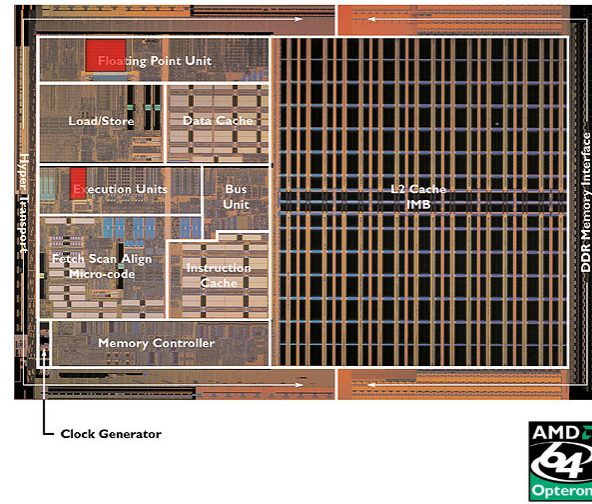 Floating Point Unit
Load/Store
Data Cache
Hyper Transport
Execution Units
Bus
Unit
L2 Cache
IMB
DDR Memory Interface
Fetch Scan Align
Micro-code
Instruction
Cache
Memory Controller
Clock Generator
AMD
64
Opteron